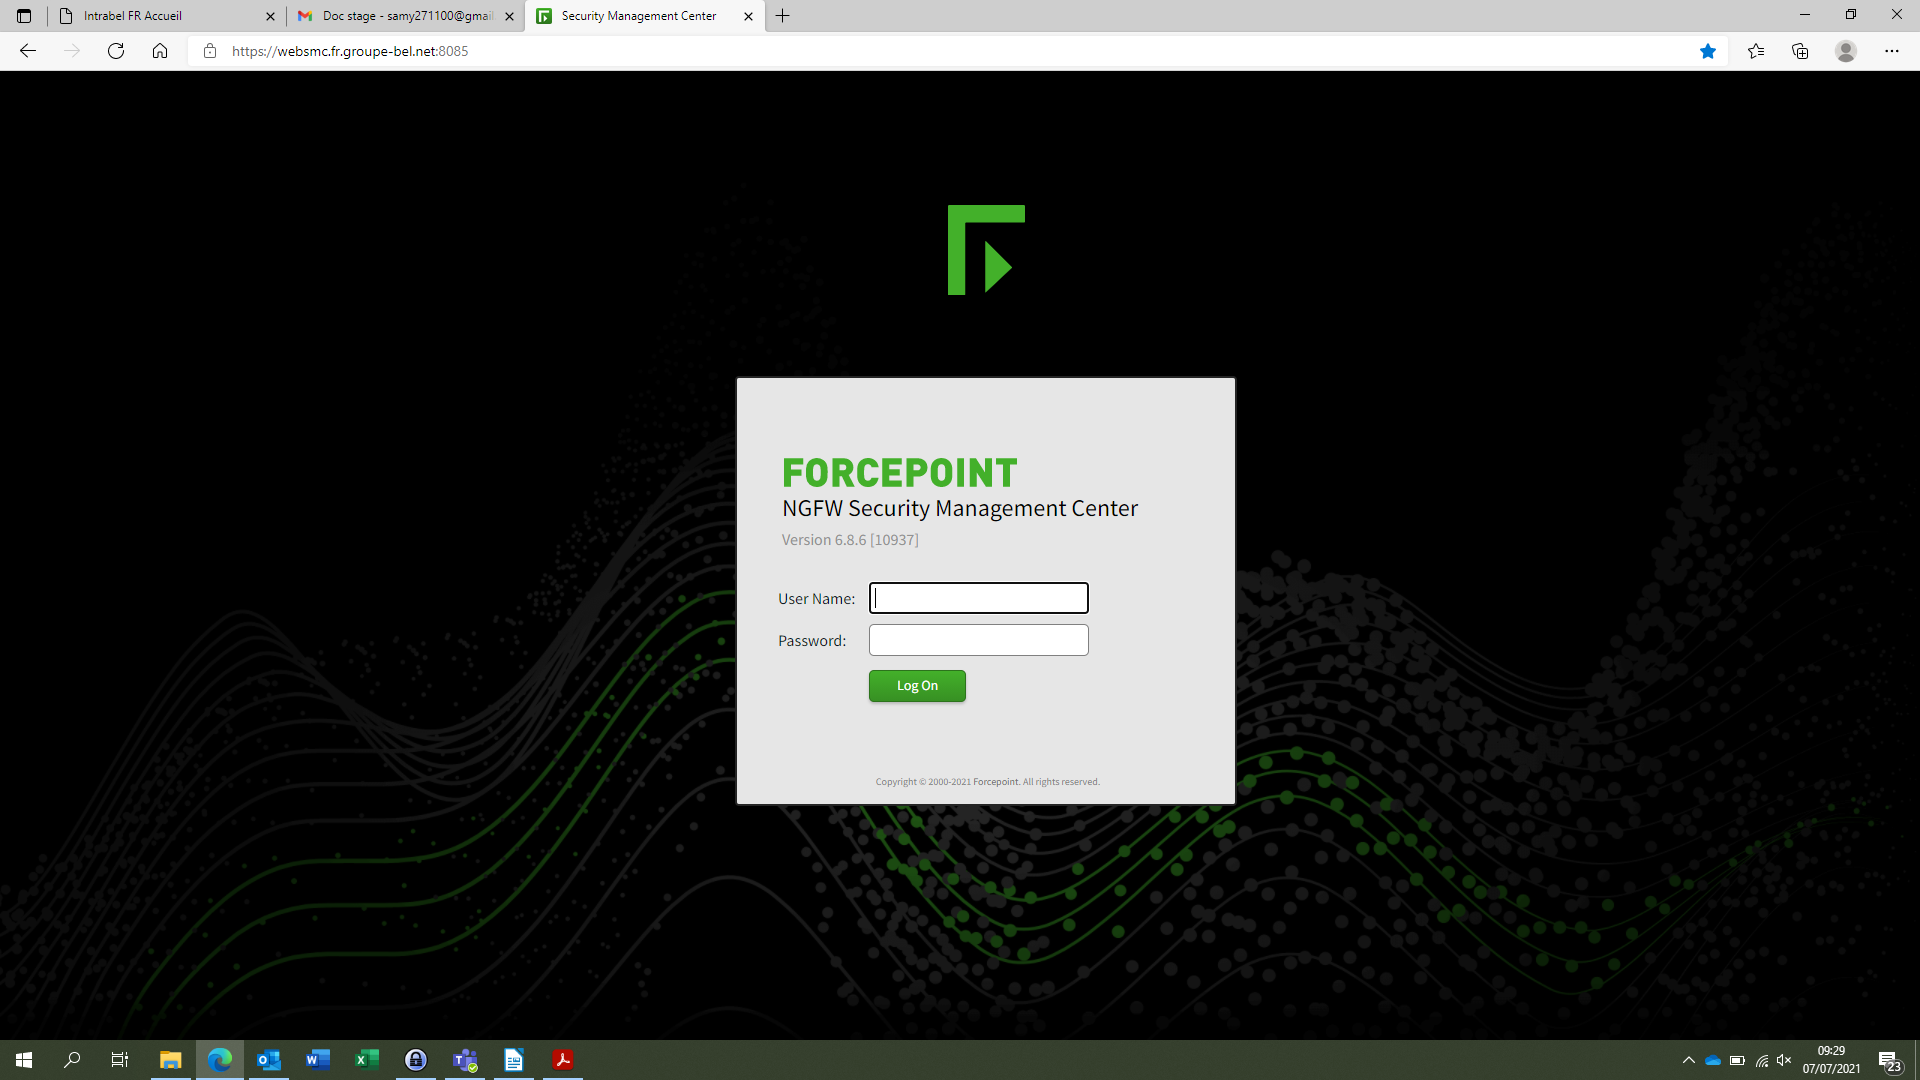 Intrabel FR Accueil
Doc stage - samy271100@gmai
Security Management Center
https://websmc.fr.groupe-bel.net:8085
FORCEPOINT
NGFW Security Management Center
Version 6.8.6 [10937]
User Name:
Password:
Log On
Copyright © 2000-2021 Forcepoint. All rights reserved.
09:29
07/07/2021
23